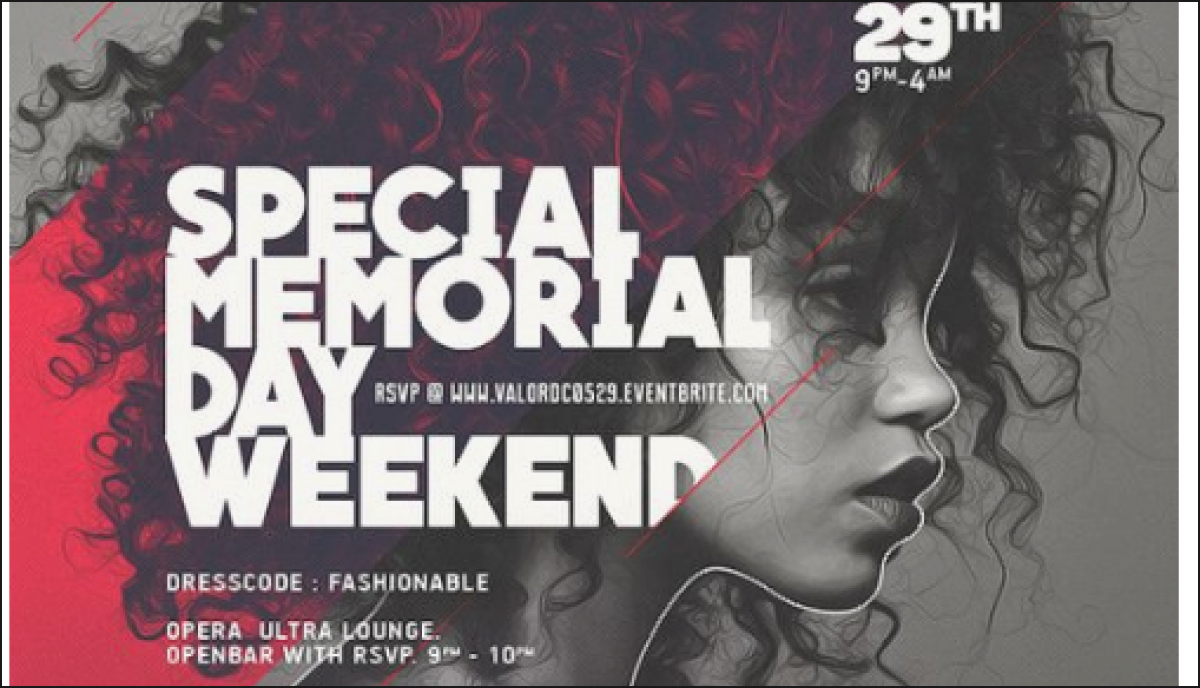 29TH
9PM-4AM
SPECIAL
MEMORIAL
DAY
RSVP @ WWW.VALORDC0529.EVENTBRITE.COM
WEEKEND
DRESSCODE : FASHIONABLE
OPERA ULTRA LOUNGE.
OPENBAR WITH RSVP. 9PM - 10PM